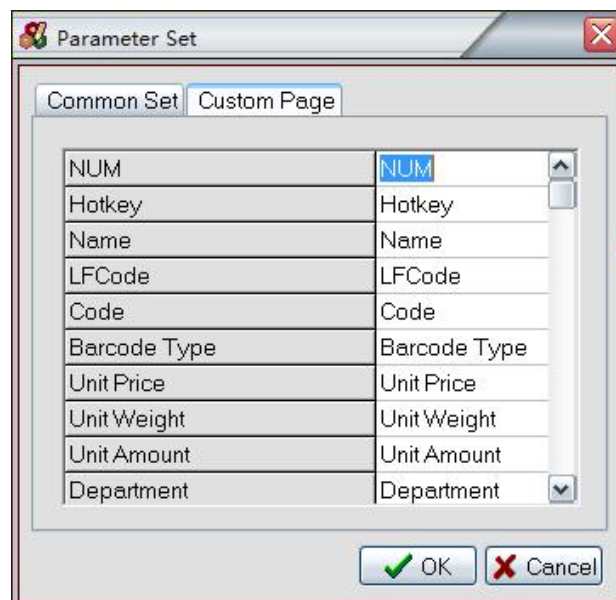 Parameter Set
Common Set Custom Page
NUM NUM
Hotkey Hotkey
Name Name
LFCode LFCode
Code Code
Barcode Type Barcode Type
Unit Price Unit Price
Unit Weight Unit Weight
Unit Amount Unit Amount
Department Department
OK Cancel